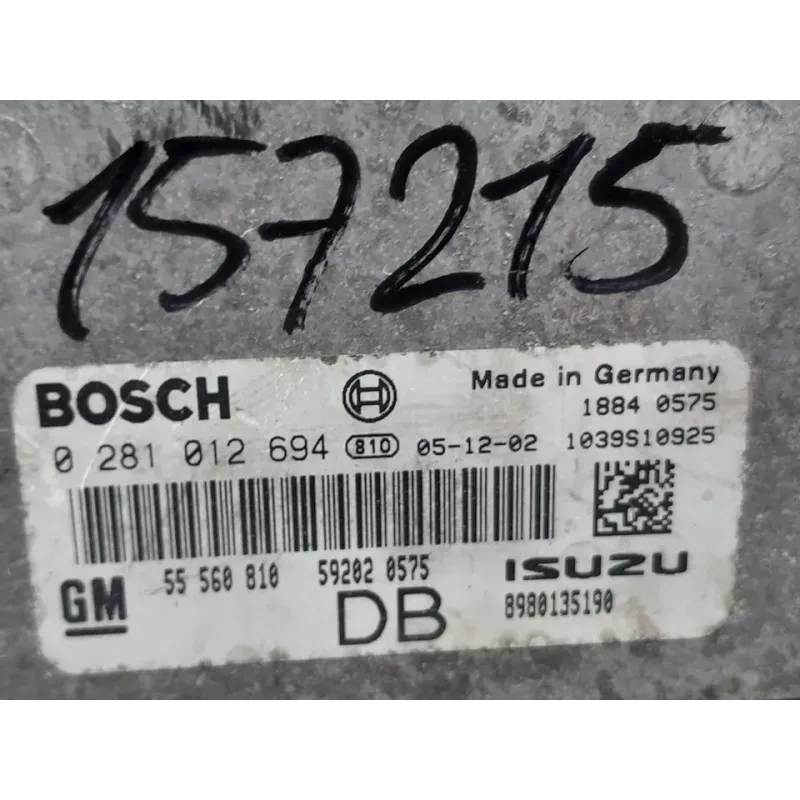 157215
BOSCH Made in Germany
1884 0575
0 281 012 694 810 05-12-02 1039S10925
GM 55 560 810 592020 0575 ISUZU
DB 8980135190